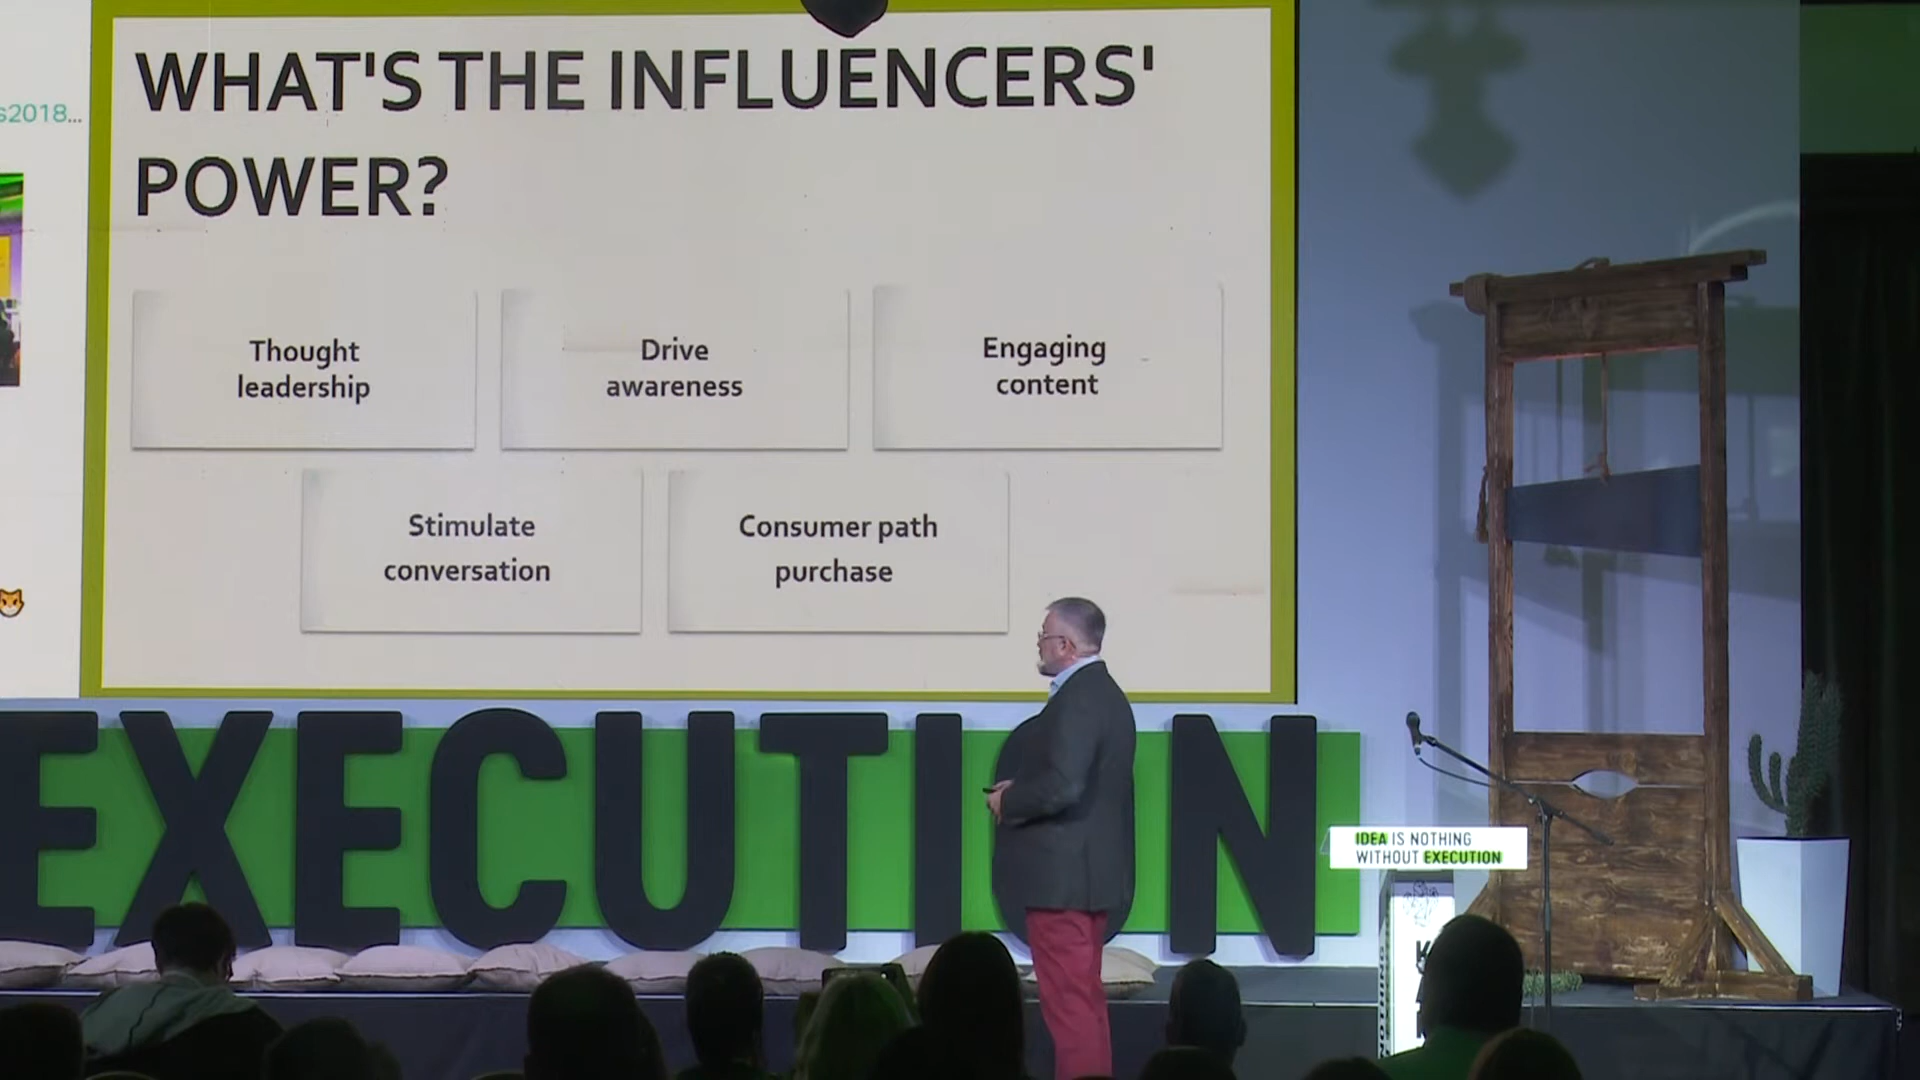 s2018...
WHAT'S THE INFLUENCERS'
POWER?
Thought
leadership
Drive
awareness
Engaging
content
Stimulate
conversation
Consumer path
purchase
EXECUTION
IDEA IS NOTHING
WITHOUT EXECUTION